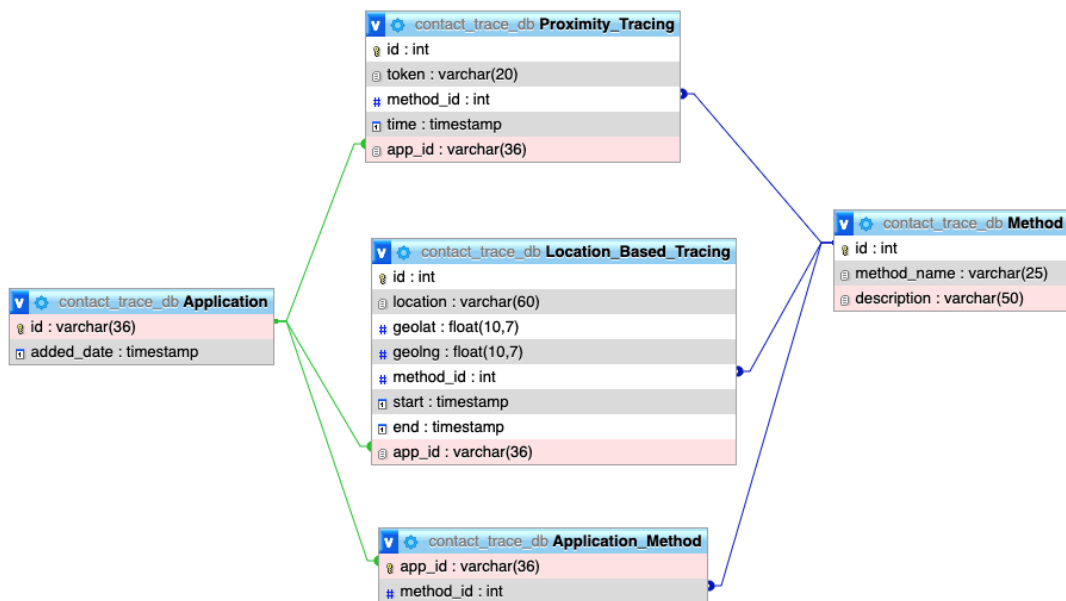 contact_trace_db Proximity_Tracing
id : int
token : varchar(20)
method_id : int
time : timestamp
app_id : varchar(36)
contact_trace_db Method
id : int
method_name : varchar(25)
description : varchar(50)
contact_trace_db Location_Based_Tracing
id : int
location : varchar(60)
geolat : float(10,7)
geolng : float(10,7)
method_id : int
start : timestamp
end : timestamp
app_id : varchar(36)
contact_trace_db Application
id : varchar(36)
added_date : timestamp
contact_trace_db Application_Method
app_id : varchar(36)
method_id : int